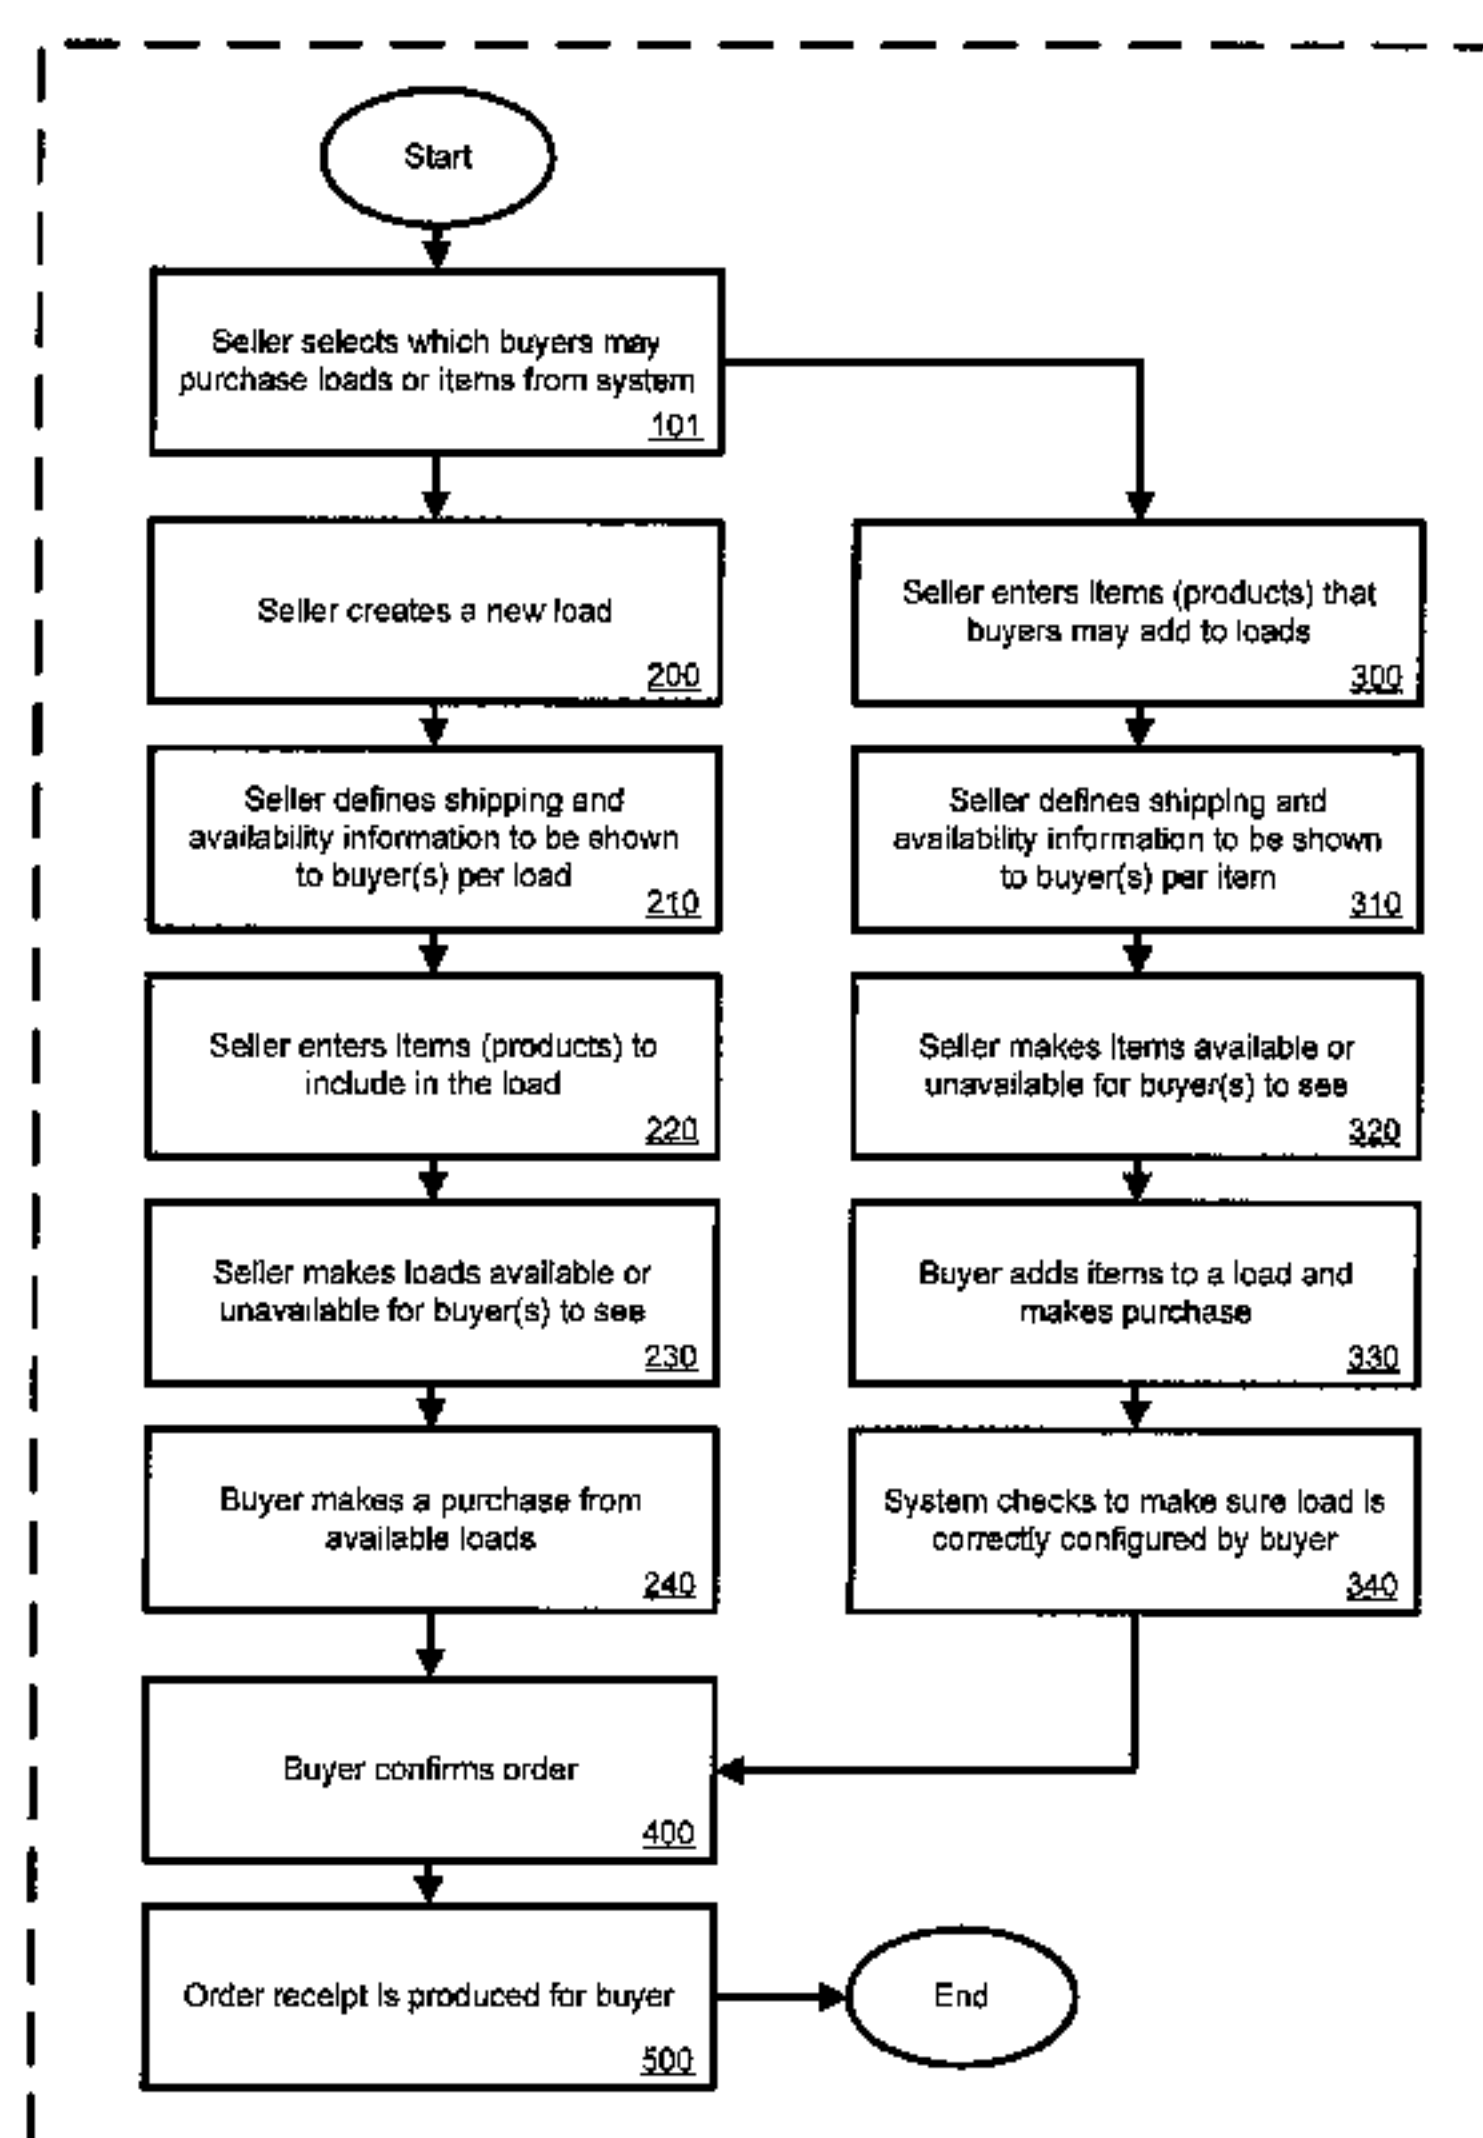 Start
Seller selects which buyers may
purchase loads or items from system
101
Seller creates a new load
200
Seller defines shipping and
availability information to be shown
to buyer(s) per load
210
Seller enters items (products) to
include in the load
220
Seller makes loads available or
unavailable for buyer(s) to see
230
Buyer makes a purchase from
available loads
240
Seller enters items (products) that
buyers may add to loads
300
Seller defines shipping and
availability information to be shown
to buyer(s) per item
310
Seller makes items available or
unavailable for buyer(s) to see
320
Buyer adds items to a load and
makes purchase
330
System checks to make sure load is
correctly configured by buyer
340
Buyer confirms order
400
Order receipt is produced for buyer
500
End